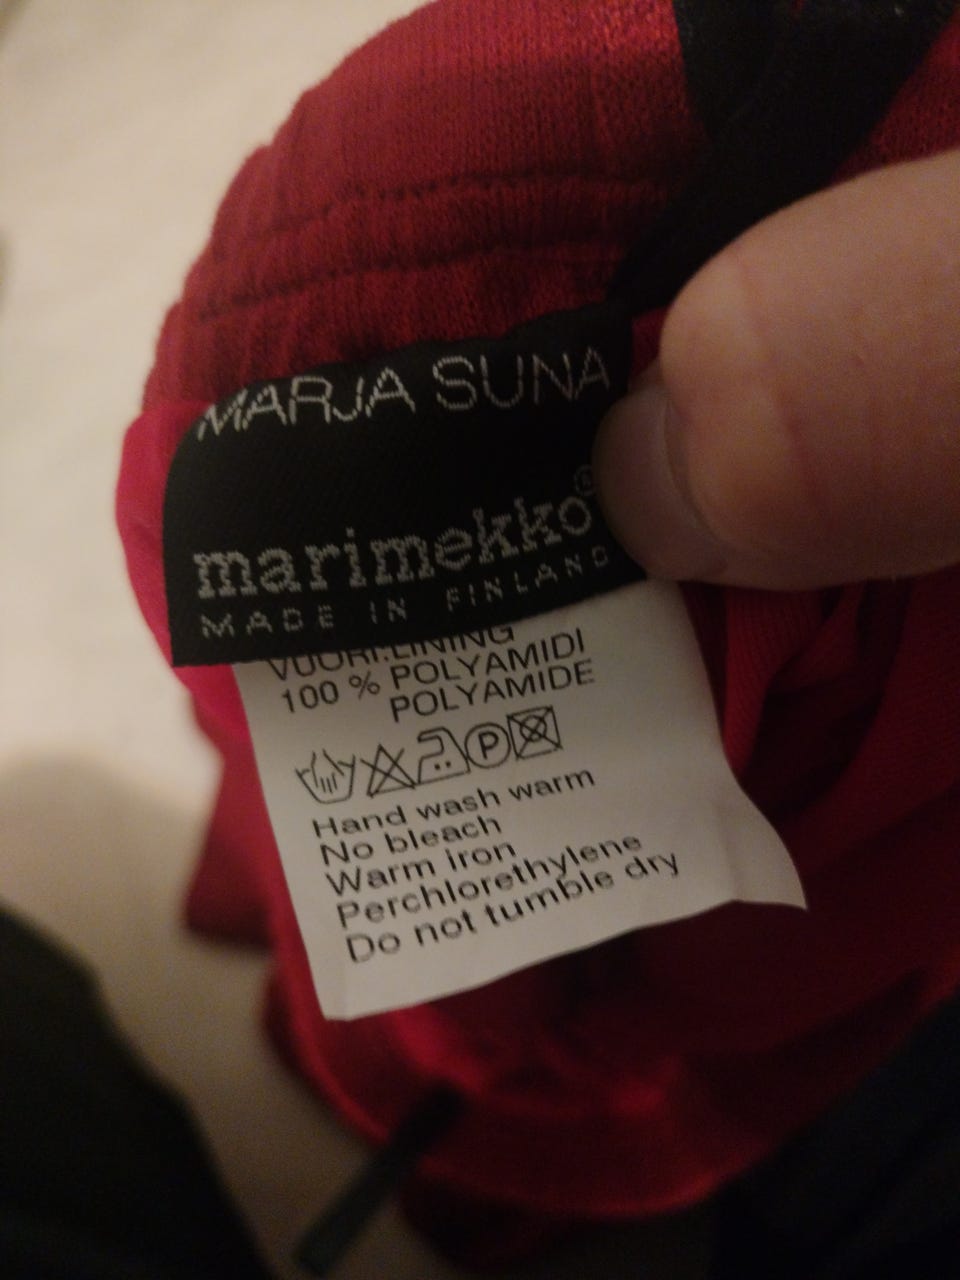 MARJA SUNA
marimekko®
MADE IN FINLAND
VUORI:LINING
100 % POLYAMIDI
POLYAMIDE
P
Hand wash warm
No bleach
Warm iron
Perchlorethylene
Do not tumble dry